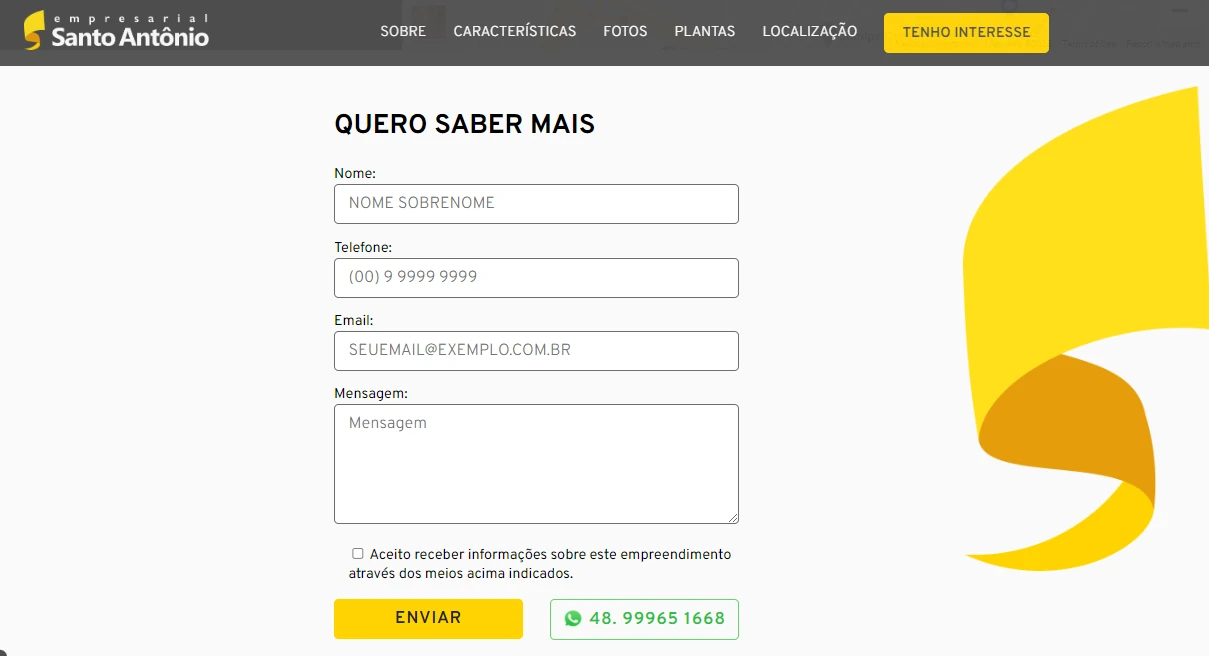 empresarial
Santo Antônio
SOBRE
CARACTERÍSTICAS
FOTOS
PLANTAS
LOCALIZAÇÃO
TENHO INTERESSE
QUERO SABER MAIS
Nome:
NOME SOBRENOME
Telefone:
(00) 9 9999 9999
Email:
SEUEMAIL@EXEMPLO.COM.BR
Mensagem:
Mensagem
Aceito receber informações sobre este empreendimento
através dos meios acima indicados.
ENVIAR
48. 99965 1668